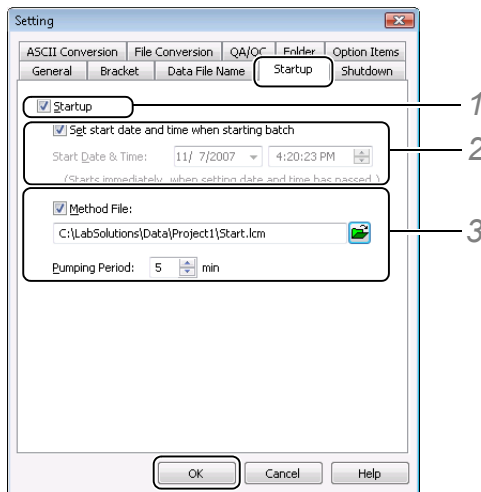 Setting
ASCII Conversion File Conversion QA/QC Folder Option Items
General Bracket Data File Name Startup Shutdown
Startup 1
Set start date and time when starting batch
Start Date & Time: 11/ 7/2007 4:20:23 PM 2
(Starts immediately, when setting date and time has passed.)
Method File: 3
C:\LabSolutions\Data\Project1\Start.lcm
Pumping Period: 5 min
OK Cancel Help